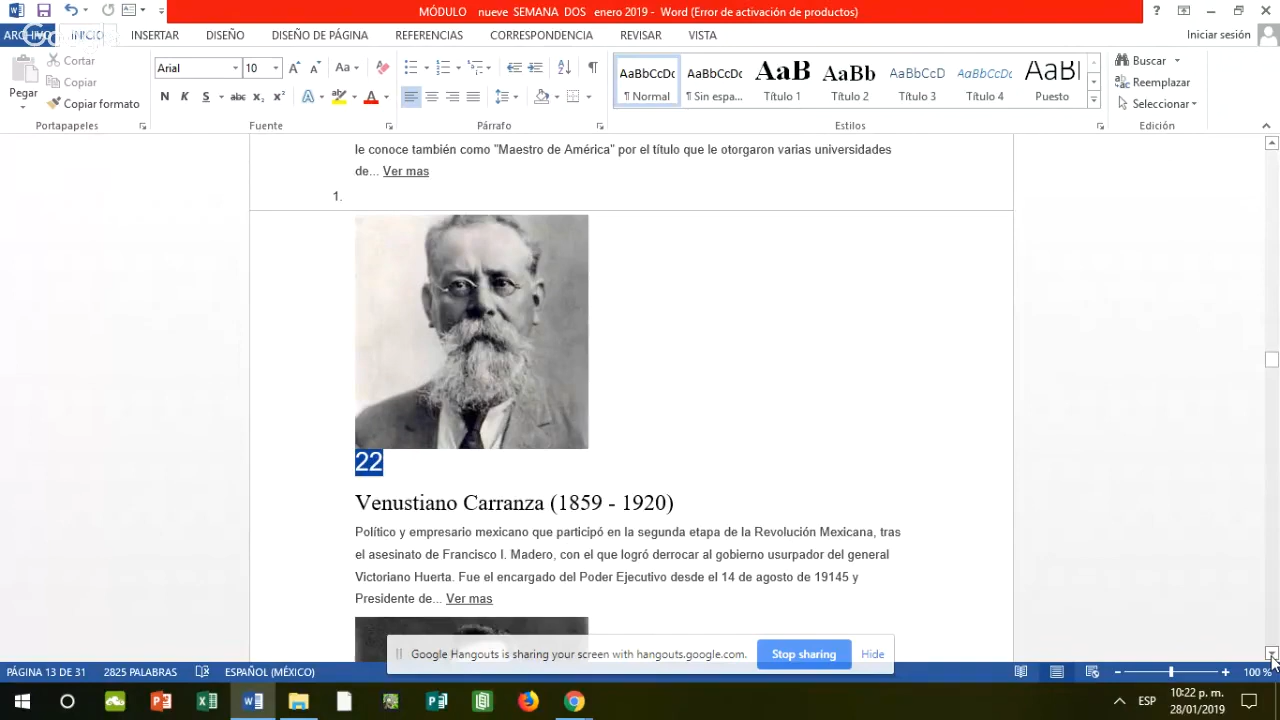 MÓDULO nueve SEMANA DOS enero 2019 - Word (Error de activación de productos)
ARCHIVO INICIO INSERTAR DISEÑO DISEÑO DE PÁGINA REFERENCIAS CORRESPONDENCIA REVISAR VISTA Iniciar sesión
Pegar Cortar Copiar Copiar formato
Arial 10
AaBbCcDc AaBbCcDc AaB AaBb AaBbCcD AaBbCcDc AaBbCcI
¶ Normal ¶ Sin espa... Título 1 Título 2 Título 3 Título 4 Puesto
Buscar
Reemplazar
Seleccionar
Portapapeles Fuente Párrafo Estilos Edición
le conoce también como "Maestro de América" por el título que le otorgaron varias universidades
de... Ver mas
1.
22
Venustiano Carranza (1859 - 1920)
Político y empresario mexicano que participó en la segunda etapa de la Revolución Mexicana, tras
el asesinato de Francisco I. Madero, con el que logró derrocar al gobierno usurpador del general
Victoriano Huerta. Fue el encargado del Poder Ejecutivo desde el 14 de agosto de 19145 y
Presidente de... Ver mas
Google Hangouts is sharing your screen with hangouts.google.com. Stop sharing Hide
PÁGINA 13 DE 31 2825 PALABRAS ESPAÑOL (MÉXICO) 100 %
ESP 10:22 p. m.
28/01/2019